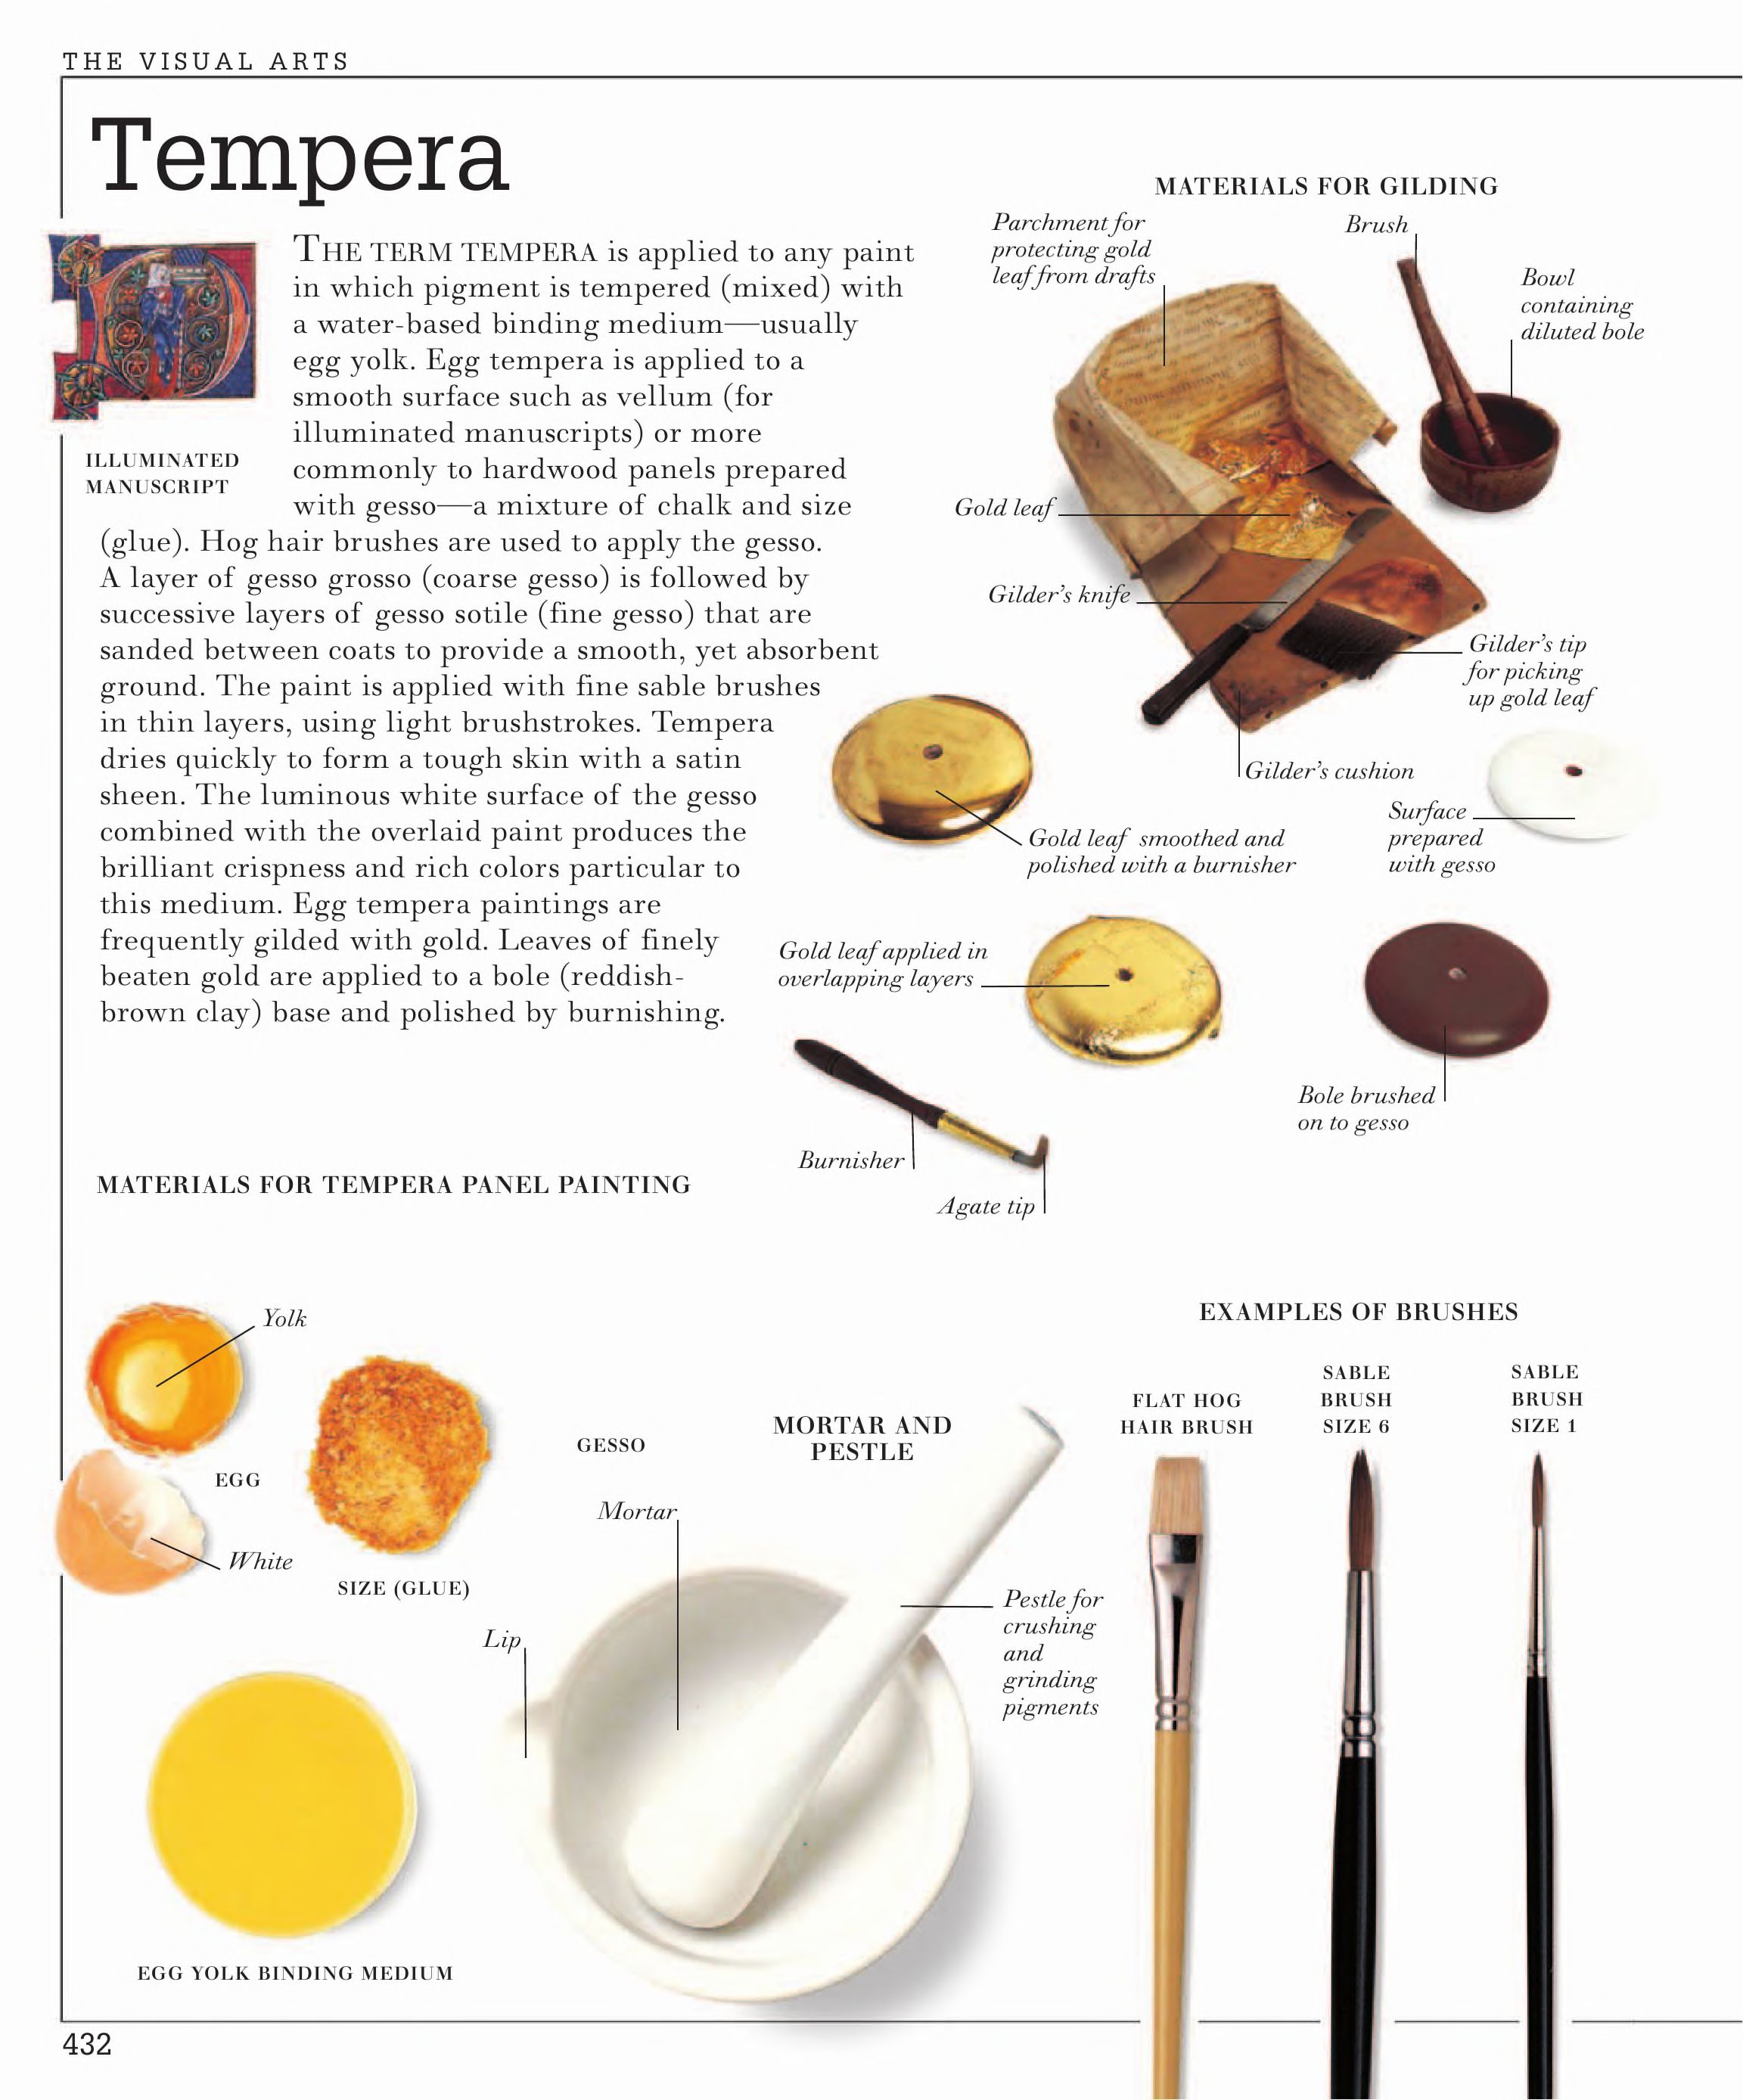 THE VISUAL ARTS
Tempera
THE TERM TEMPERA is applied to any paint
in which pigment is tempered (mixed) with
a water-based binding medium—usually
egg yolk. Egg tempera is applied to a
smooth surface such as vellum (for
illuminated manuscripts) or more
commonly to hardwood panels prepared
with gesso—a mixture of chalk and size
(glue). Hog hair brushes are used to apply the gesso.
A layer of gesso grosso (coarse gesso) is followed by
successive layers of gesso sotile (fine gesso) that are
sanded between coats to provide a smooth, yet absorbent
ground. The paint is applied with fine sable brushes
in thin layers, using light brushstrokes. Tempera
dries quickly to form a tough skin with a satin
sheen. The luminous white surface of the gesso
combined with the overlaid paint produces the
brilliant crispness and rich colors particular to
this medium. Egg tempera paintings are
frequently gilded with gold. Leaves of finely
beaten gold are applied to a bole (reddish-
brown clay) base and polished by burnishing.
ILLUMINATED
MANUSCRIPT
MATERIALS FOR GILDING
Parchment for
protecting gold
leaf from drafts
Brush
Bowl
containing
diluted bole
Gold leaf
Gilder's knife
Gilder's tip
for picking
up gold leaf
Gilder's cushion
Surface
prepared
with gesso
Gold leaf smoothed and
polished with a burnisher
Gold leaf applied in
overlapping layers
Bole brushed
on to gesso
Burnisher
Agate tip
MATERIALS FOR TEMPERA PANEL PAINTING
Yolk
EGG
White
SIZE (GLUE)
GESSO
MORTAR AND
PESTLE
Mortar
Lip
Pestle for
crushing
and
grinding
pigments
EGG YOLK BINDING MEDIUM
EXAMPLES OF BRUSHES
FLAT HOG
HAIR BRUSH
SABLE
BRUSH
SIZE 6
SABLE
BRUSH
SIZE 1
432